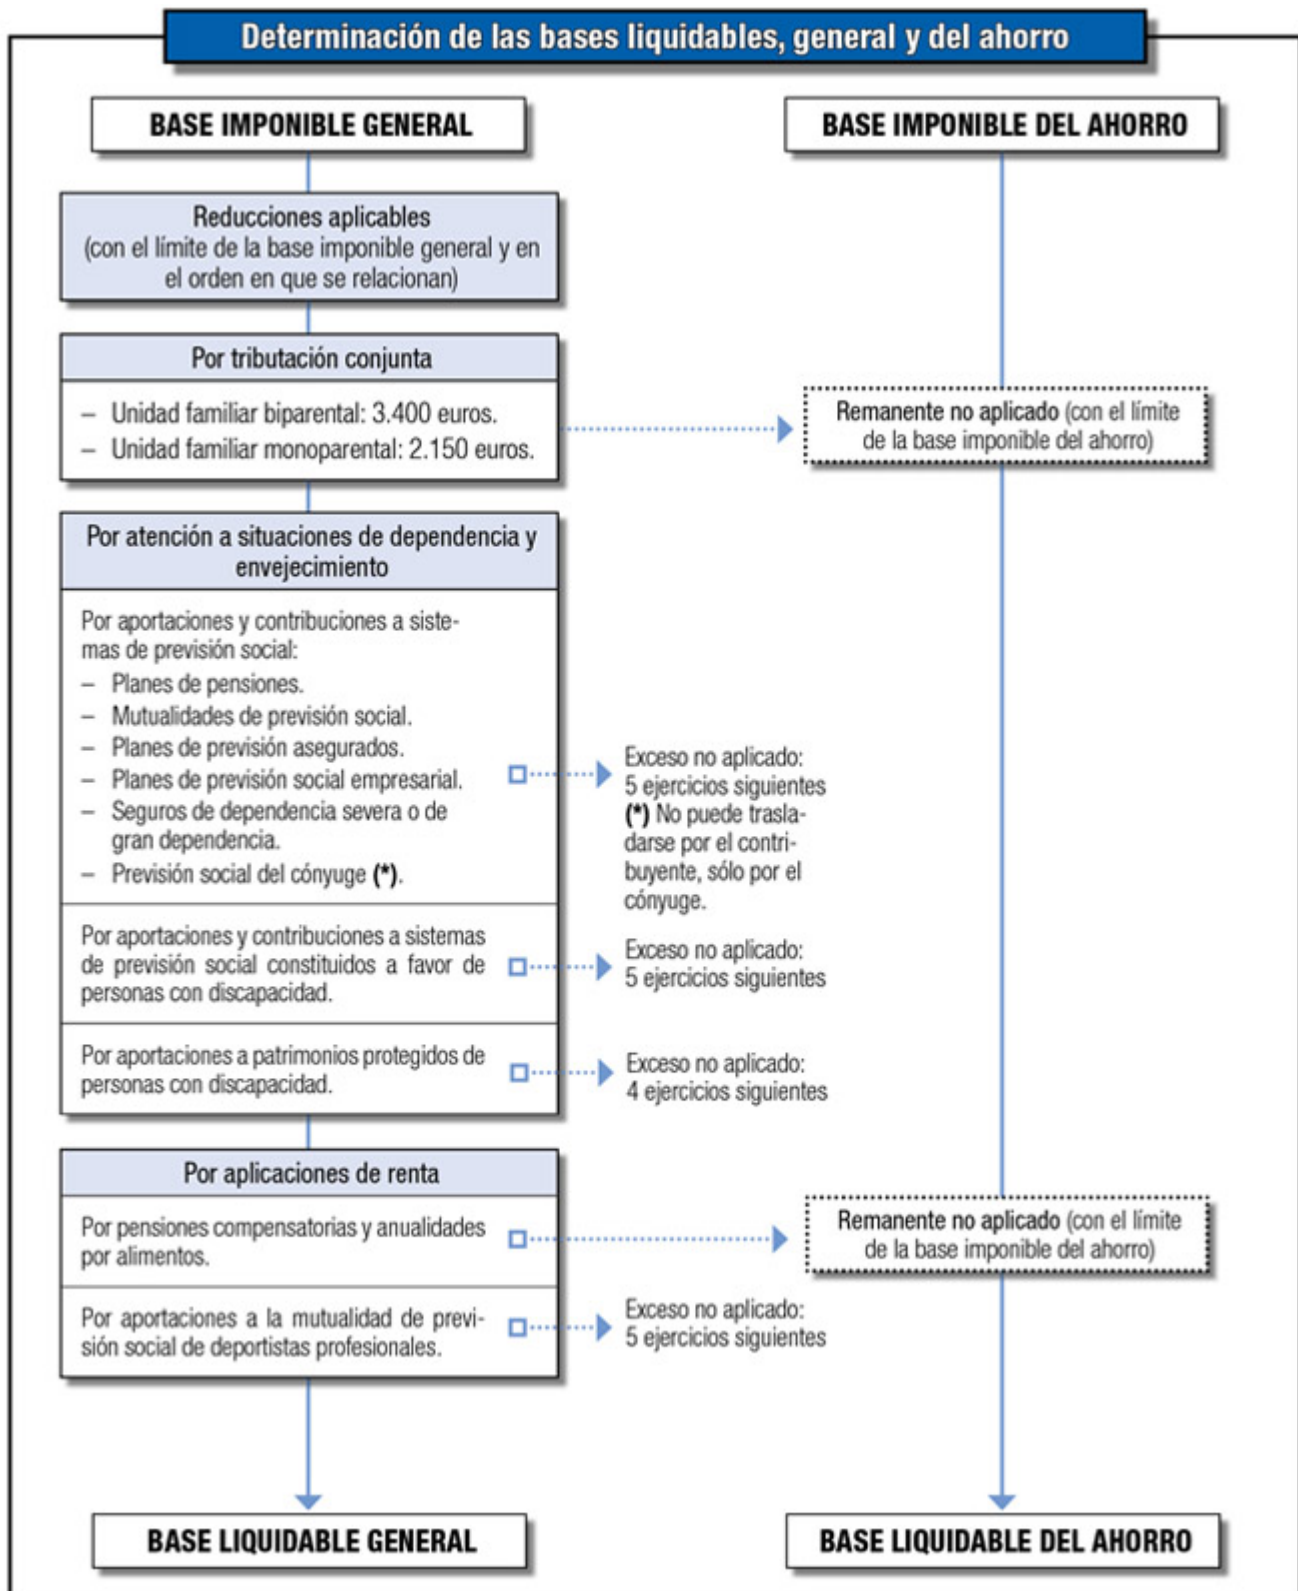 Determinación de las bases liquidables, general y del ahorro
BASE IMPONIBLE GENERAL
BASE IMPONIBLE DEL AHORRO
Reducciones aplicables
(con el límite de la base imponible general y en
el orden en que se relacionan)
Por tributación conjunta
– Unidad familiar biparental: 3.400 euros.
– Unidad familiar monoparental: 2.150 euros.
Remanente no aplicado (con el límite
de la base imponible del ahorro)
Por atención a situaciones de dependencia y
envejecimiento
Por aportaciones y contribuciones a siste-
mas de previsión social:
– Planes de pensiones.
– Mutualidades de previsión social.
– Planes de previsión asegurados.
– Planes de previsión social empresarial.
– Seguros de dependencia severa o de
gran dependencia.
– Previsión social del cónyuge (*).
Exceso no aplicado:
5 ejercicios siguientes
(*) No puede trasla-
darse por el contri-
buyente, sólo por el
cónyuge.
Por aportaciones y contribuciones a sistemas
de previsión social constituidos a favor de
personas con discapacidad.
Exceso no aplicado:
5 ejercicios siguientes
Por aportaciones a patrimonios protegidos de
personas con discapacidad.
Exceso no aplicado:
4 ejercicios siguientes
Por aplicaciones de renta
Por pensiones compensatorias y anualidades
por alimentos.
Remanente no aplicado (con el límite
de la base imponible del ahorro)
Por aportaciones a la mutualidad de previ-
sión social de deportistas profesionales.
Exceso no aplicado:
5 ejercicios siguientes
BASE LIQUIDABLE GENERAL
BASE LIQUIDABLE DEL AHORRO